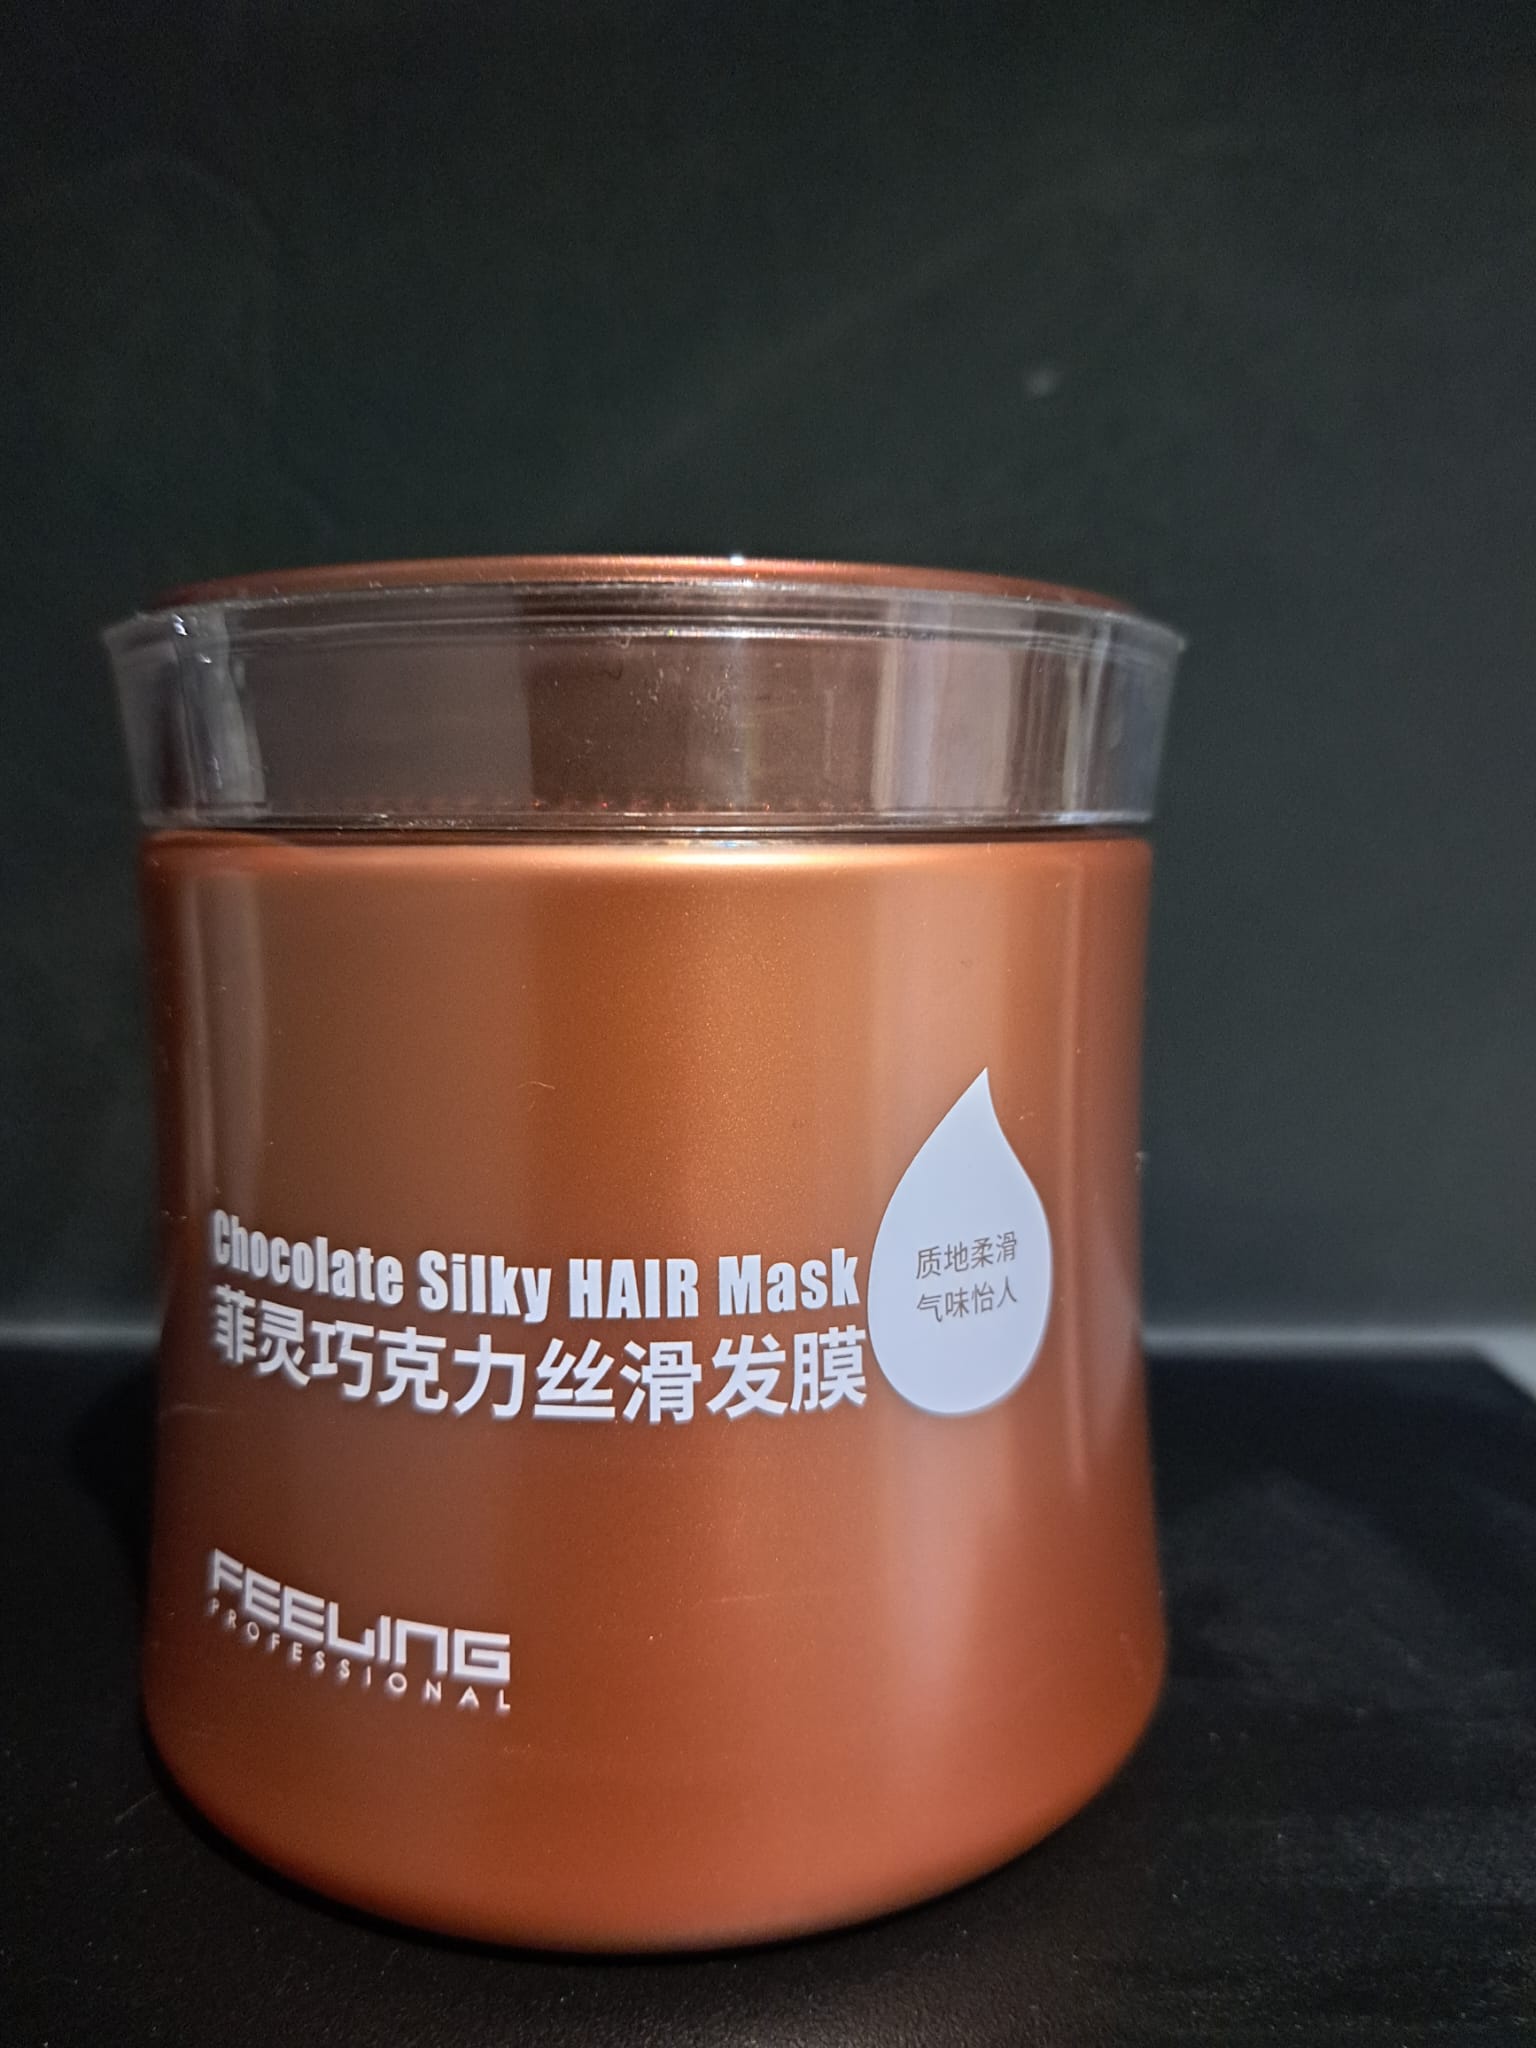 Chocolate Silky HAIR Mask
菲灵巧克力丝滑发膜
质地柔滑
气味怡人
FEELING
PROFESSIONAL